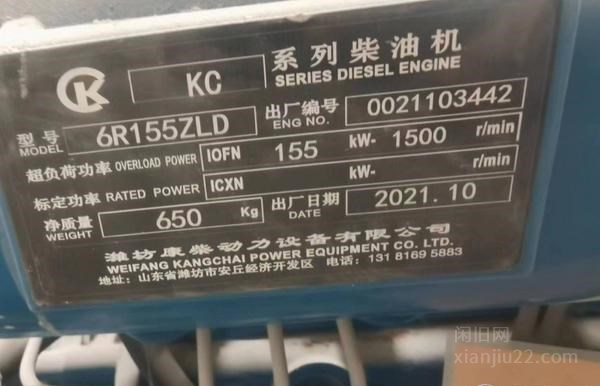 CK KC 系列柴油机
SERIES DIESEL ENGINE
型号 MODEL 6R155ZLD 出厂编号 ENG NO. 0021103442
超负荷功率 OVERLOAD POWER IOFN 155 kW- 1500 r/min
标定功率 RATED POWER ICXN kW- r/min
净质量 WEIGHT 650 Kg 出厂日期 DATE 2021.10
潍坊康柴动力设备有限公司
WEIFANG KANGCHAI POWER EQUIPMENT CO. LTD.
地址: 山东省潍坊市安丘经济开发区 电话: 131 8169 5883
闲旧网
xianjiu22.com